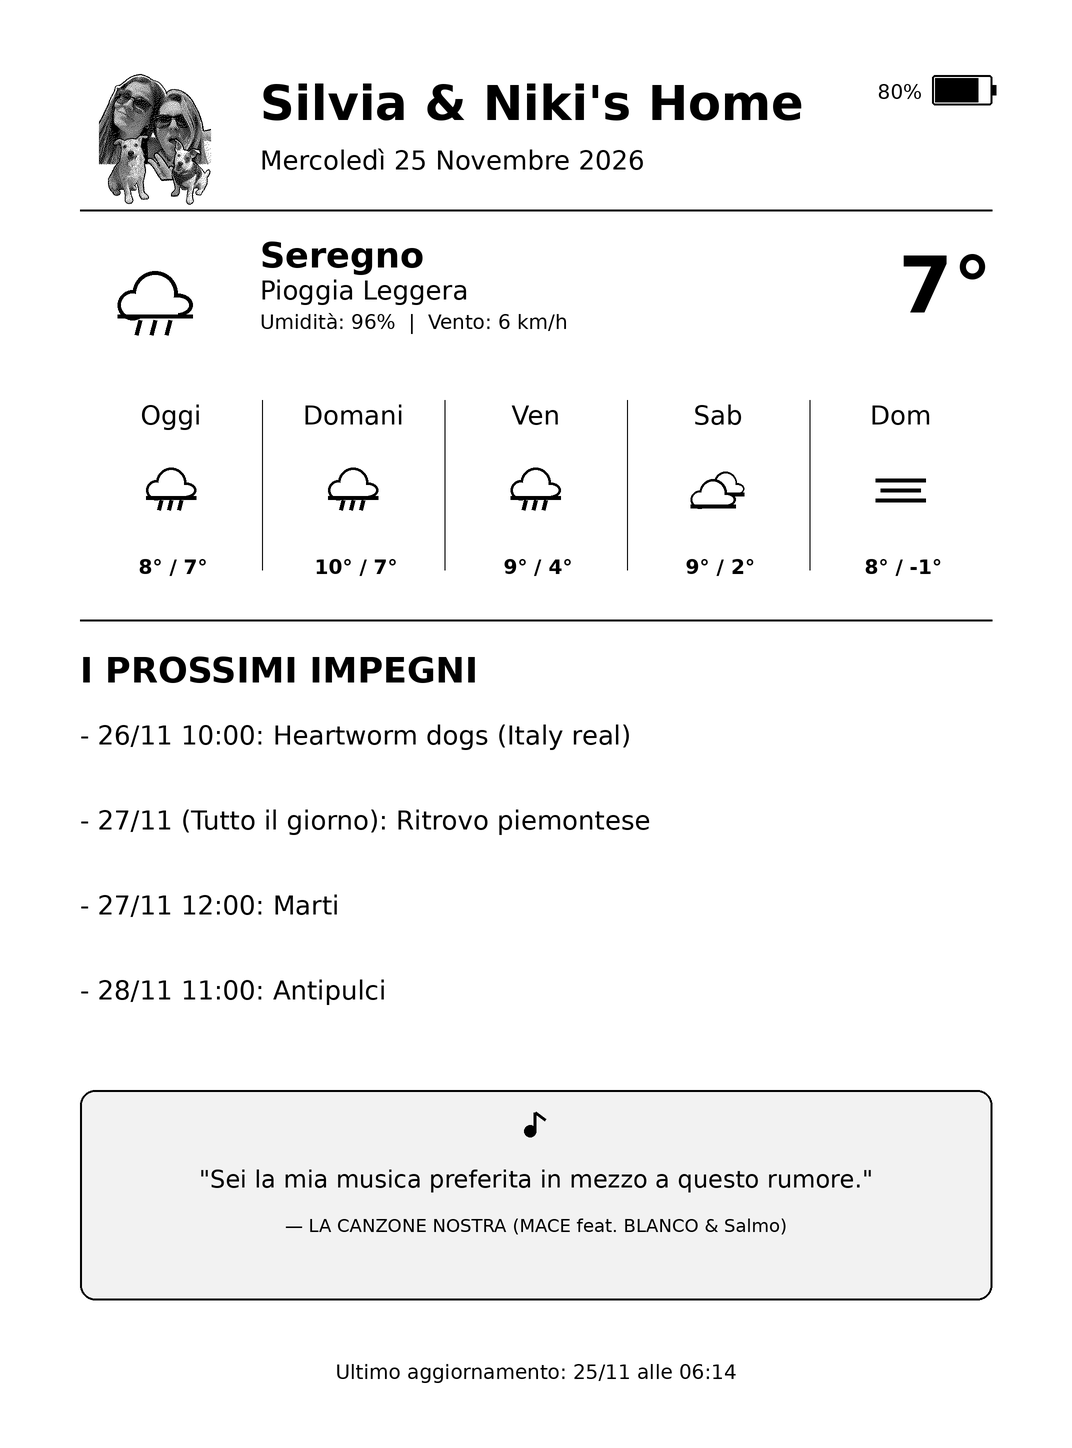 Silvia & Niki's Home
80%
Mercoledì 25 Novembre 2026
Seregno
7°
Pioggia Leggera
Umidità: 96% | Vento: 6 km/h
Oggi
Domani
Ven
Sab
Dom
8° / 7°
10° / 7°
9° / 4°
9° / 2°
8° / -1°
I PROSSIMI IMPEGNI
- 26/11 10:00: Heartworm dogs (Italy real)
- 27/11 (Tutto il giorno): Ritrovo piemontese
- 27/11 12:00: Marti
- 28/11 11:00: Antipulci
"Sei la mia musica preferita in mezzo a questo rumore."
— LA CANZONE NOSTRA (MACE feat. BLANCO & Salmo)
Ultimo aggiornamento: 25/11 alle 06:14